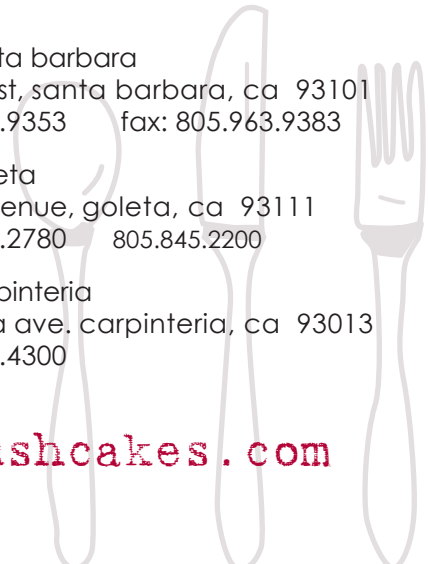 ta barbara
st, santa barbara, ca 93101
.9353 fax: 805.963.9383
eta
enue, goleta, ca 93111
.2780 805.845.2200
pinteria
a ave. carpinteria, ca 93013
.4300
shcakes.com